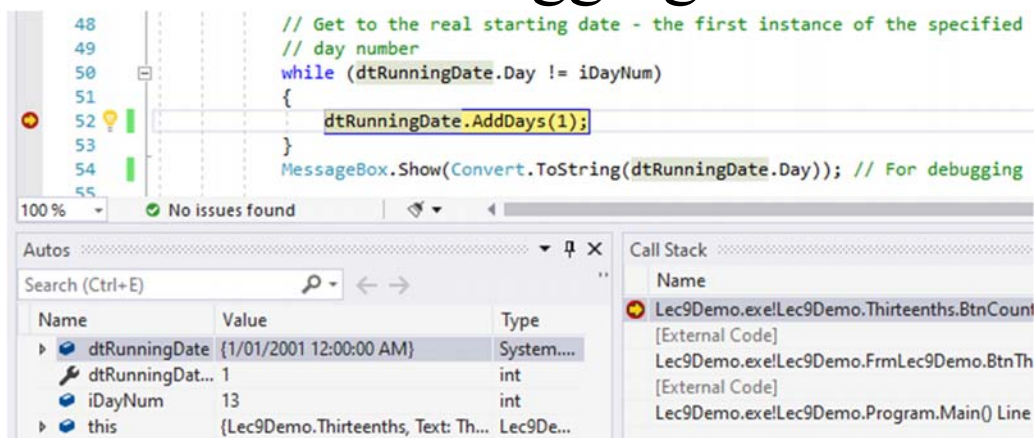 48 // Get to the real starting date - the first instance of the specified
49 // day number
50 while (dtRunningDate.Day != iDayNum)
51 {
52 dtRunningDate.AddDays(1);
53 }
54 MessageBox.Show(Convert.ToString(dtRunningDate.Day)); // For debugging
55
100 % No issues found
Autos
Search (Ctrl+E)
Name Value Type
dtRunningDate {1/01/2001 12:00:00 AM} System....
dtRunningDat... 1 int
iDayNum 13 int
this {Lec9Demo.Thirteenths, Text: Th... Lec9De...
Call Stack
Name
Lec9Demo.exe!Lec9Demo.Thirteenths.BtnCount
[External Code]
Lec9Demo.exe!Lec9Demo.FrmLec9Demo.BtnTh
[External Code]
Lec9Demo.exe!Lec9Demo.Program.Main() Line